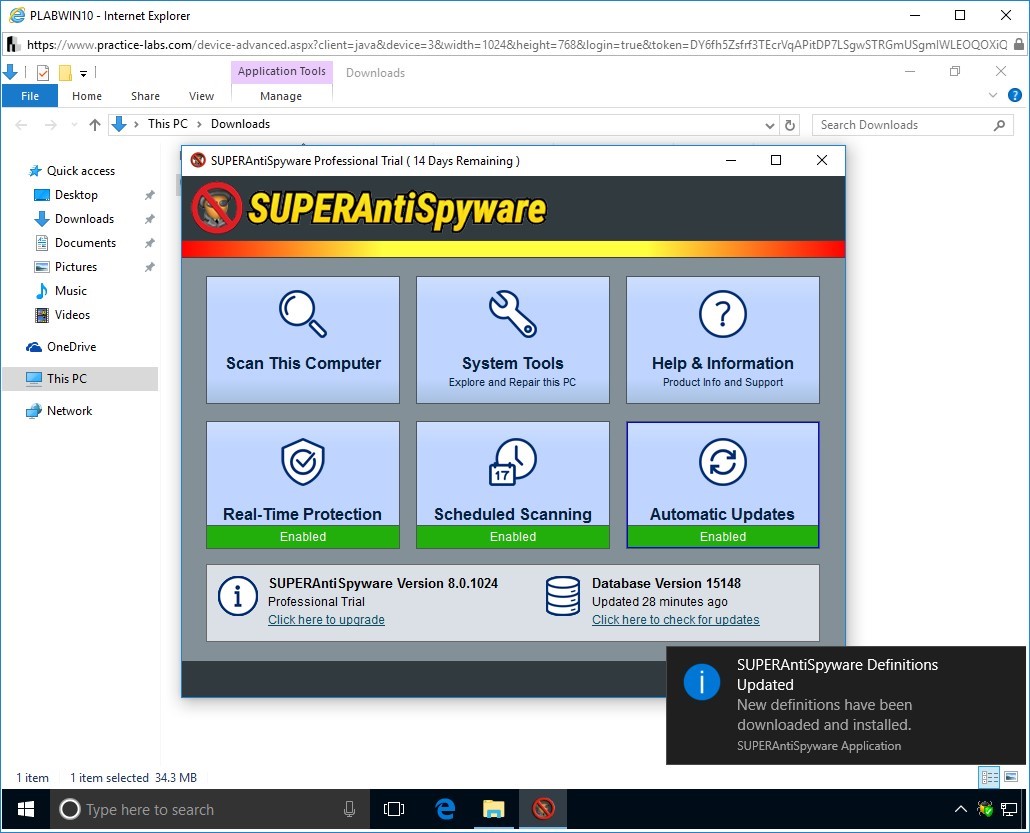 PLABWIN10 - Internet Explorer
https://www.practice-labs.com/device-advanced.aspx?client=java&device=3&width=1024&height=768&login=true&token=DY6fh5Zsfrf3TEcrVqAPitDP7LSgwSTRGmUSgmIWLEOQOXiQ
Application Tools
Downloads
File
Home
Share
View
Manage
This PC
Downloads
Search Downloads
Quick access
Desktop
Downloads
Documents
Pictures
Music
Videos
OneDrive
This PC
Network
SUPERAntiSpyware Professional Trial ( 14 Days Remaining )
SUPERAntiSpyware
Scan This Computer
System Tools
Explore and Repair this PC
Help & Information
Product Info and Support
Real-Time Protection
Enabled
17
Scheduled Scanning
Enabled
Automatic Updates
Enabled
SUPERAntiSpyware Version 8.0.1024
Professional Trial
Click here to upgrade
Database Version 15148
Updated 28 minutes ago
Click here to check for updates
SUPERAntiSpyware Definitions
Updated
New definitions have been
downloaded and installed.
SUPERAntiSpyware Application
1 item
1 item selected 34.3 MB
Type here to search